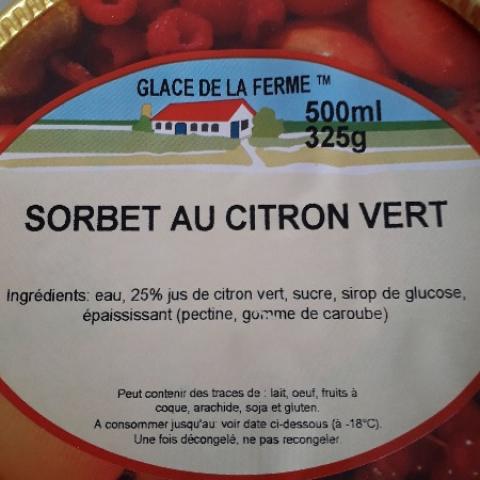 GLACE DE LA FERME ™
500ml
325g
SORBET AU CITRON VERT
Ingrédients: eau, 25% jus de citron vert, sucre, sirop de glucose,
épaississant (pectine, gomme de caroube)
Peut contenir des traces de : lait, oeuf, fruits à
coque, arachide, soja et gluten.
A consommer jusqu'au: voir date ci-dessous (à -18°C).
Une fois décongelé, ne pas recongeler.